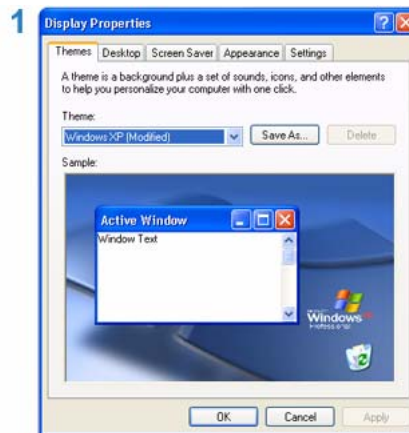 1
Display Properties
Themes Desktop Screen Saver Appearance Settings
A theme is a background plus a set of sounds, icons, and other elements
to help you personalize your computer with one click.
Theme:
Windows XP (Modified) Save As... Delete
Sample:
Active Window
Window Text
Windows
Professional
OK Cancel Apply